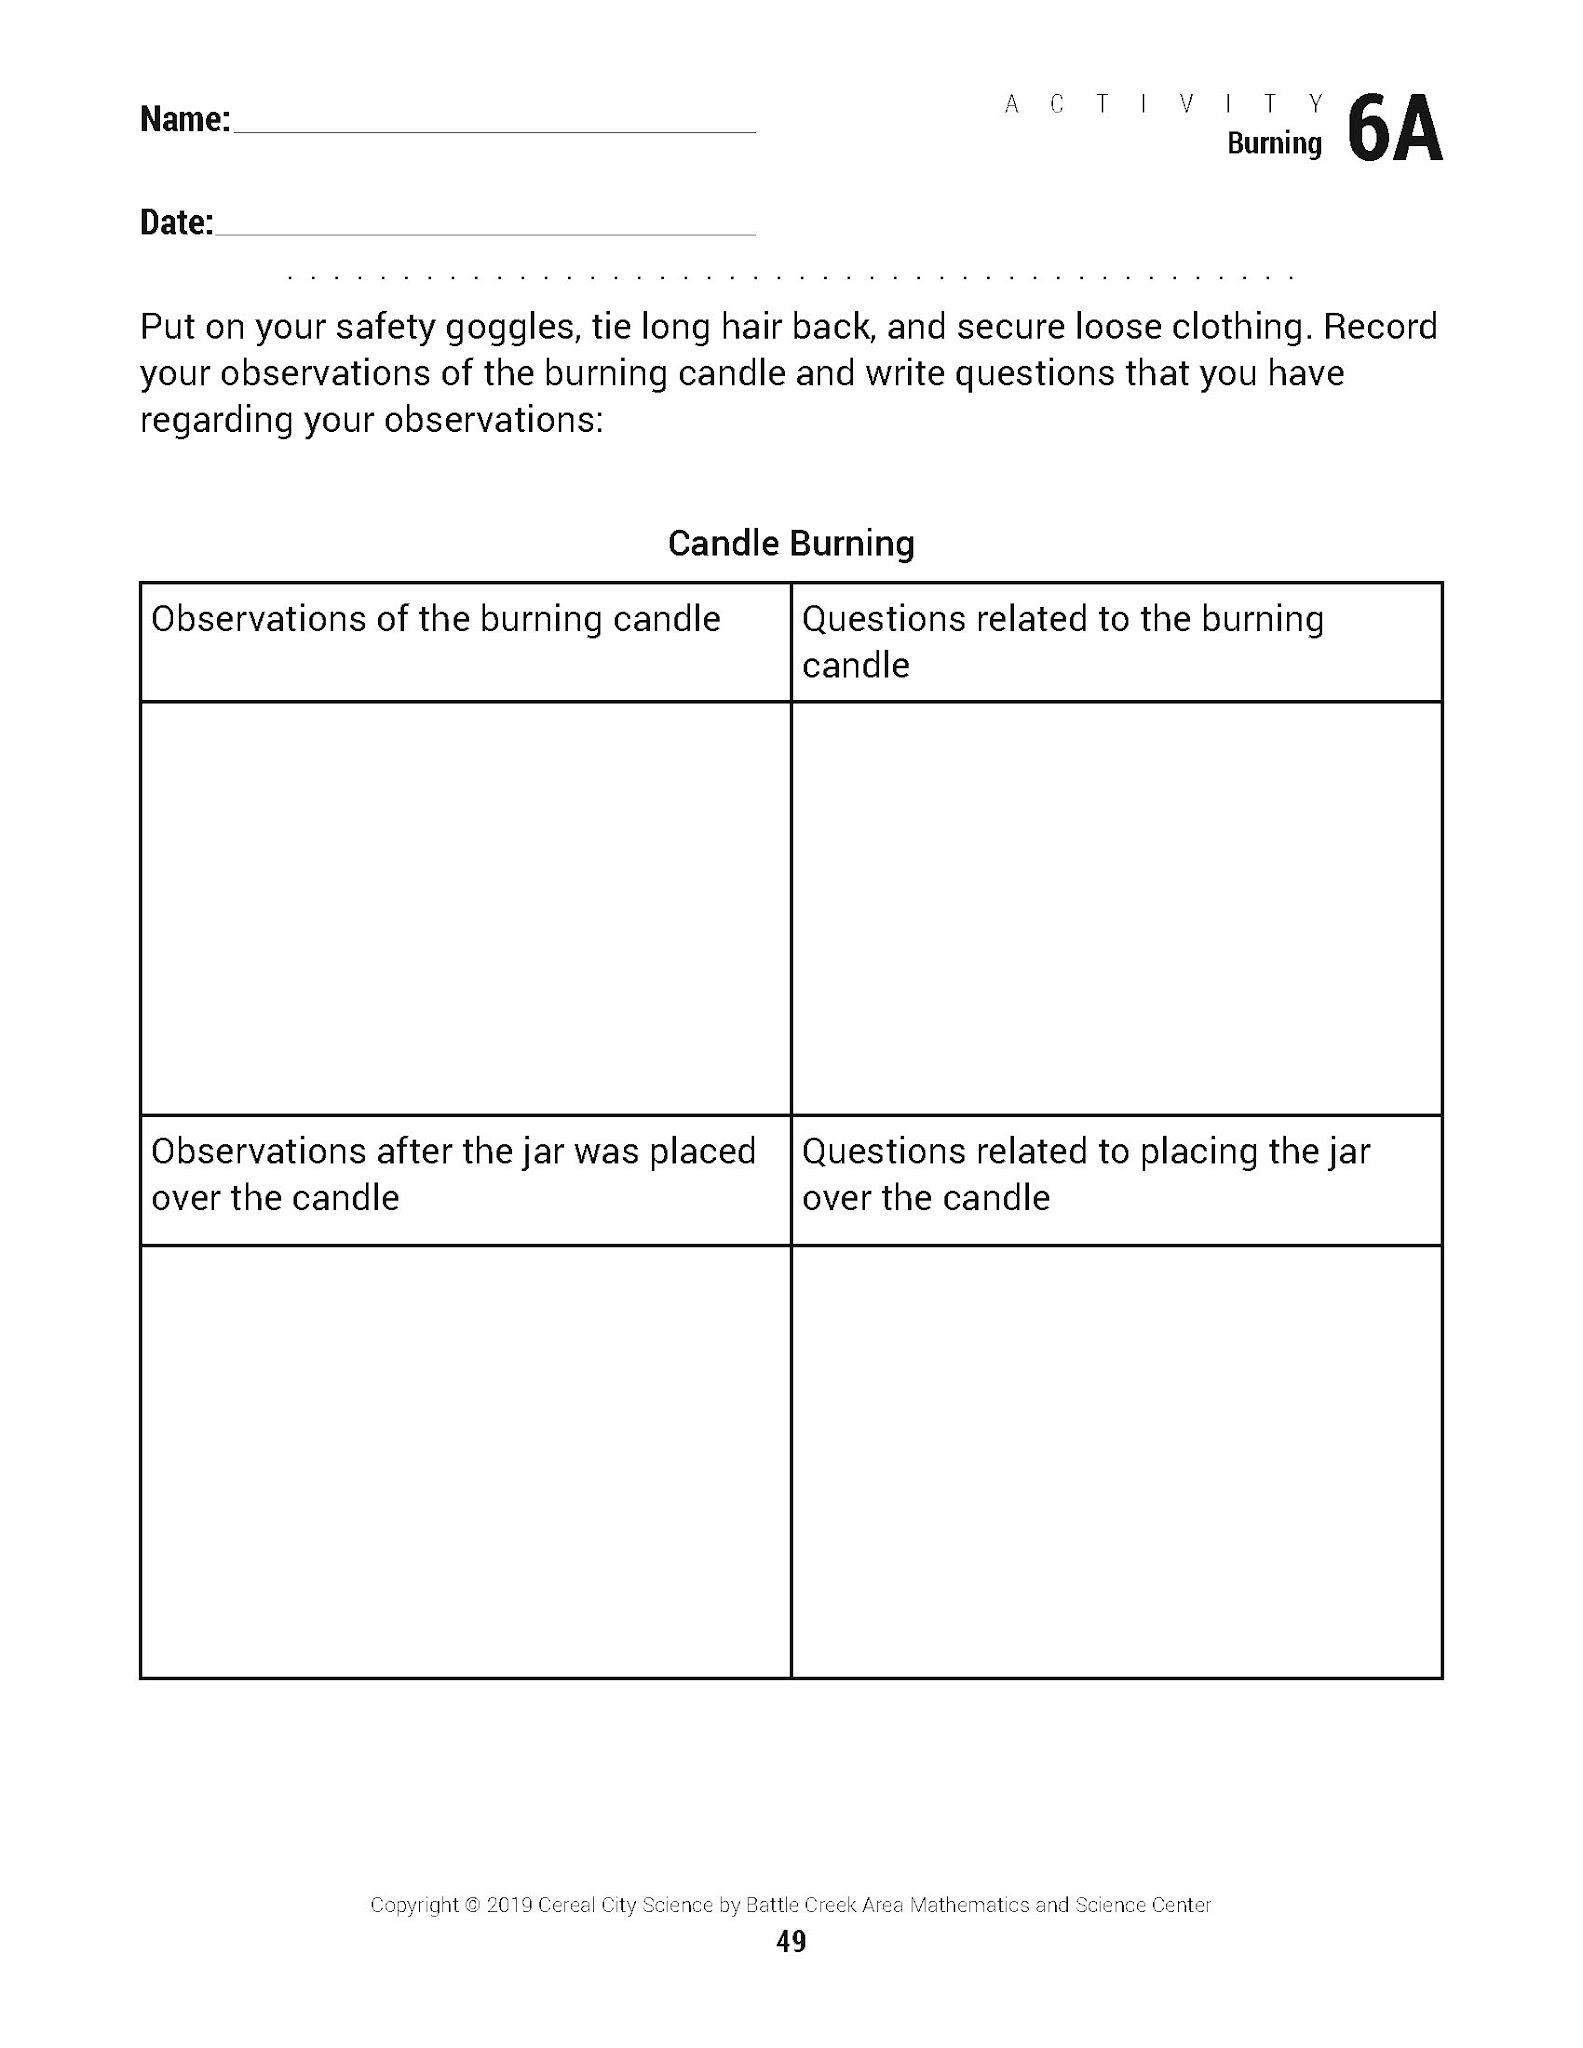 Name:
A C T I V I T Y
Burning
6A
Date:
Put on your safety goggles, tie long hair back, and secure loose clothing. Record
your observations of the burning candle and write questions that you have
regarding your observations:
Candle Burning
Observations of the burning candle
Questions related to the burning
candle
Observations after the jar was placed
over the candle
Questions related to placing the jar
over the candle
Copyright © 2019 Cereal City Science by Battle Creek Area Mathematics and Science Center
49